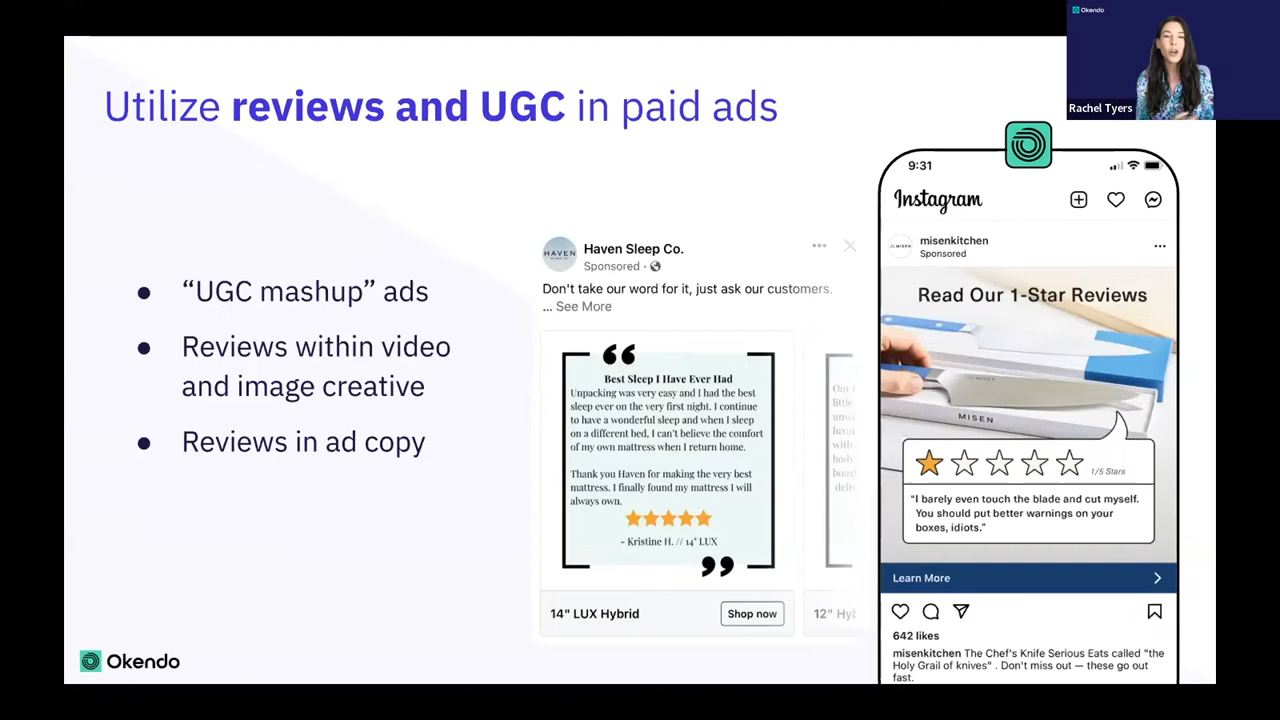 Okendo
Rachel Tyers
Utilize reviews and UGC in paid ads
● “UGC mashup” ads
● Reviews within video
and image creative
● Reviews in ad copy
HAVEN
Haven Sleep Co.
Sponsored ·
Don't take our word for it, just ask our customers.
... See More
“
Best Sleep I Have Ever Had
Unpacking was very easy and I had the best
sleep ever on the very first night. I continue
to have a wonderful sleep and when I sleep
on a different bed, I can't believe the comfort
of my own mattress when I return home.
Thank you Haven for making the very best
mattress. I finally found my mattress I will
always own.
~ Kristine H. // 14" LUX
”
14" LUX Hybrid
Shop now
12" Hyb
9:31
Instagram
MISEN
misenkitchen
Sponsored
Read Our 1-Star Reviews
MISEN
1/5 Stars
"I barely even touch the blade and cut myself.
You should put better warnings on your
boxes, idiots."
Learn More
642 likes
misenkitchen The Chef's Knife Serious Eats called "the
Holy Grail of knives" . Don't miss out — these go out
fast.
Okendo